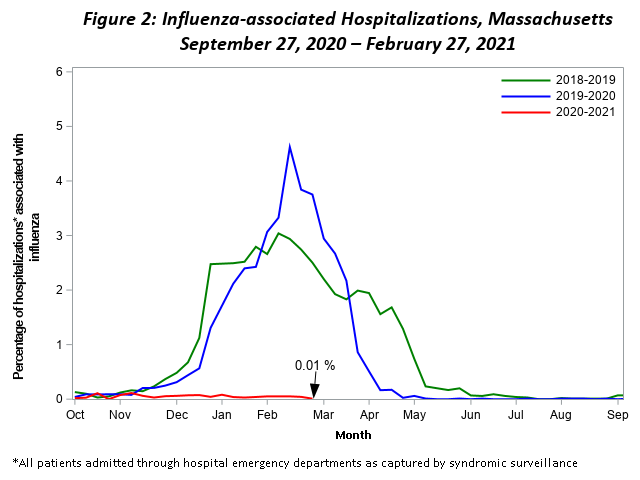 Figure 2: Influenza-associated Hospitalizations, Massachusetts
September 27, 2020 – February 27, 2021
Percentage of hospitalizations* associated with
influenza
6
5
4
3
2
1
0
2018-2019
2019-2020
2020-2021
0.01 %
Oct Nov Dec Jan Feb Mar Apr May Jun Jul Aug Sep
Month
*All patients admitted through hospital emergency departments as captured by syndromic surveillance